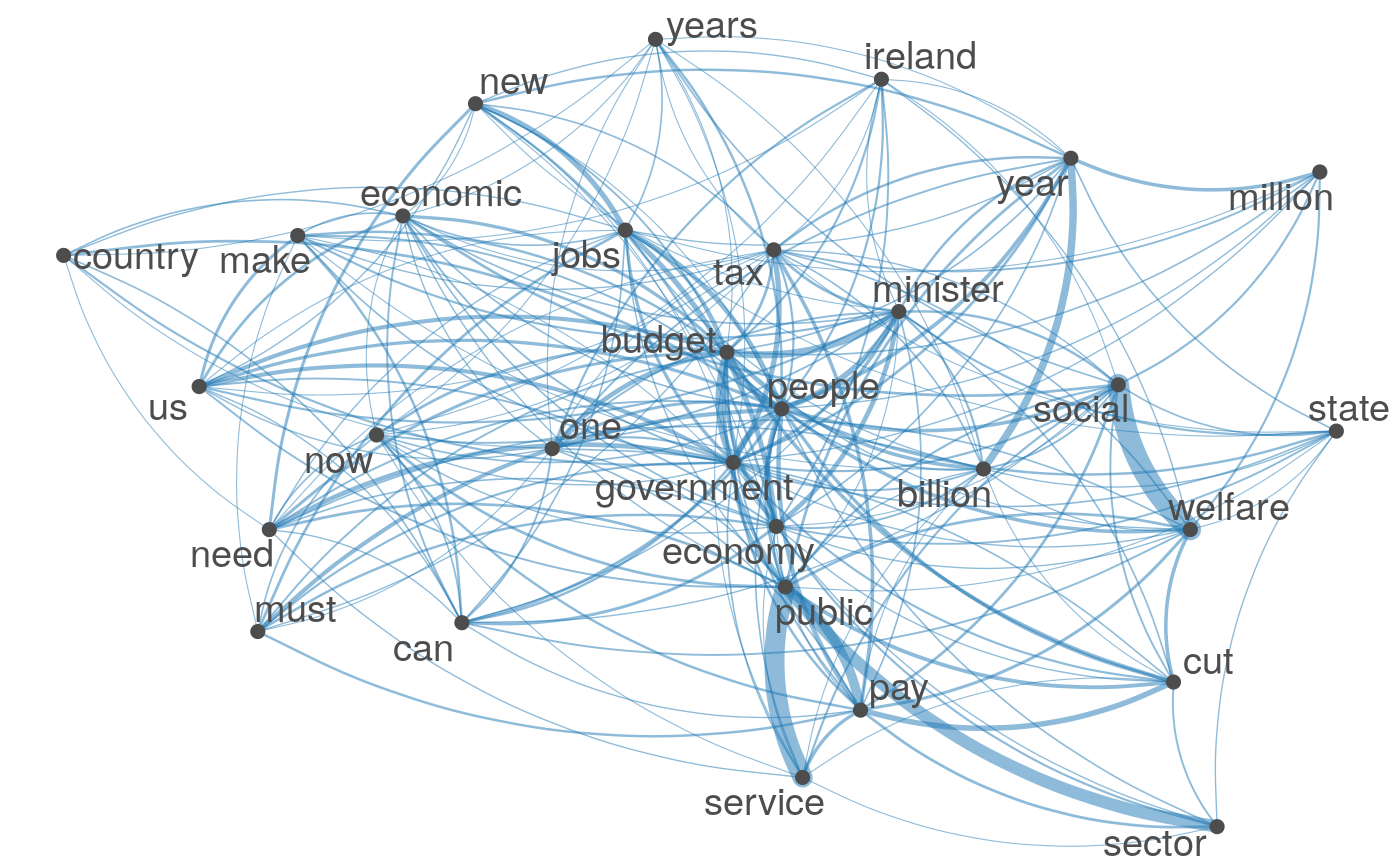 years
ireland
new
year
million
economic
country
make
jobs
tax
minister
budget
people
us
social
state
one
now
government
billion
welfare
need
economy
must
public
can
cut
pay
service
sector